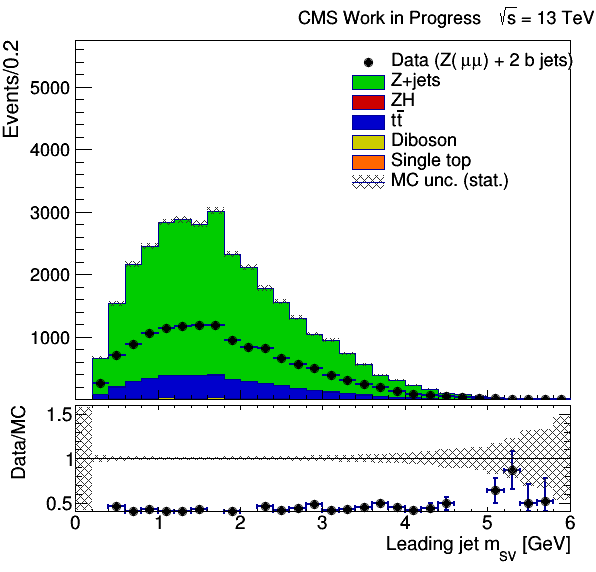 CMS Work in Progress √s = 13 TeV
Events/0.2
5000
4000
3000
2000
1000
Data (Z(μμ) + 2 b jets)
Z+jets
ZH
tt̅
Diboson
Single top
MC unc. (stat.)
Data/MC
1.5
1
0.5
0 1 2 3 4 5 6
Leading jet m_SV [GeV]